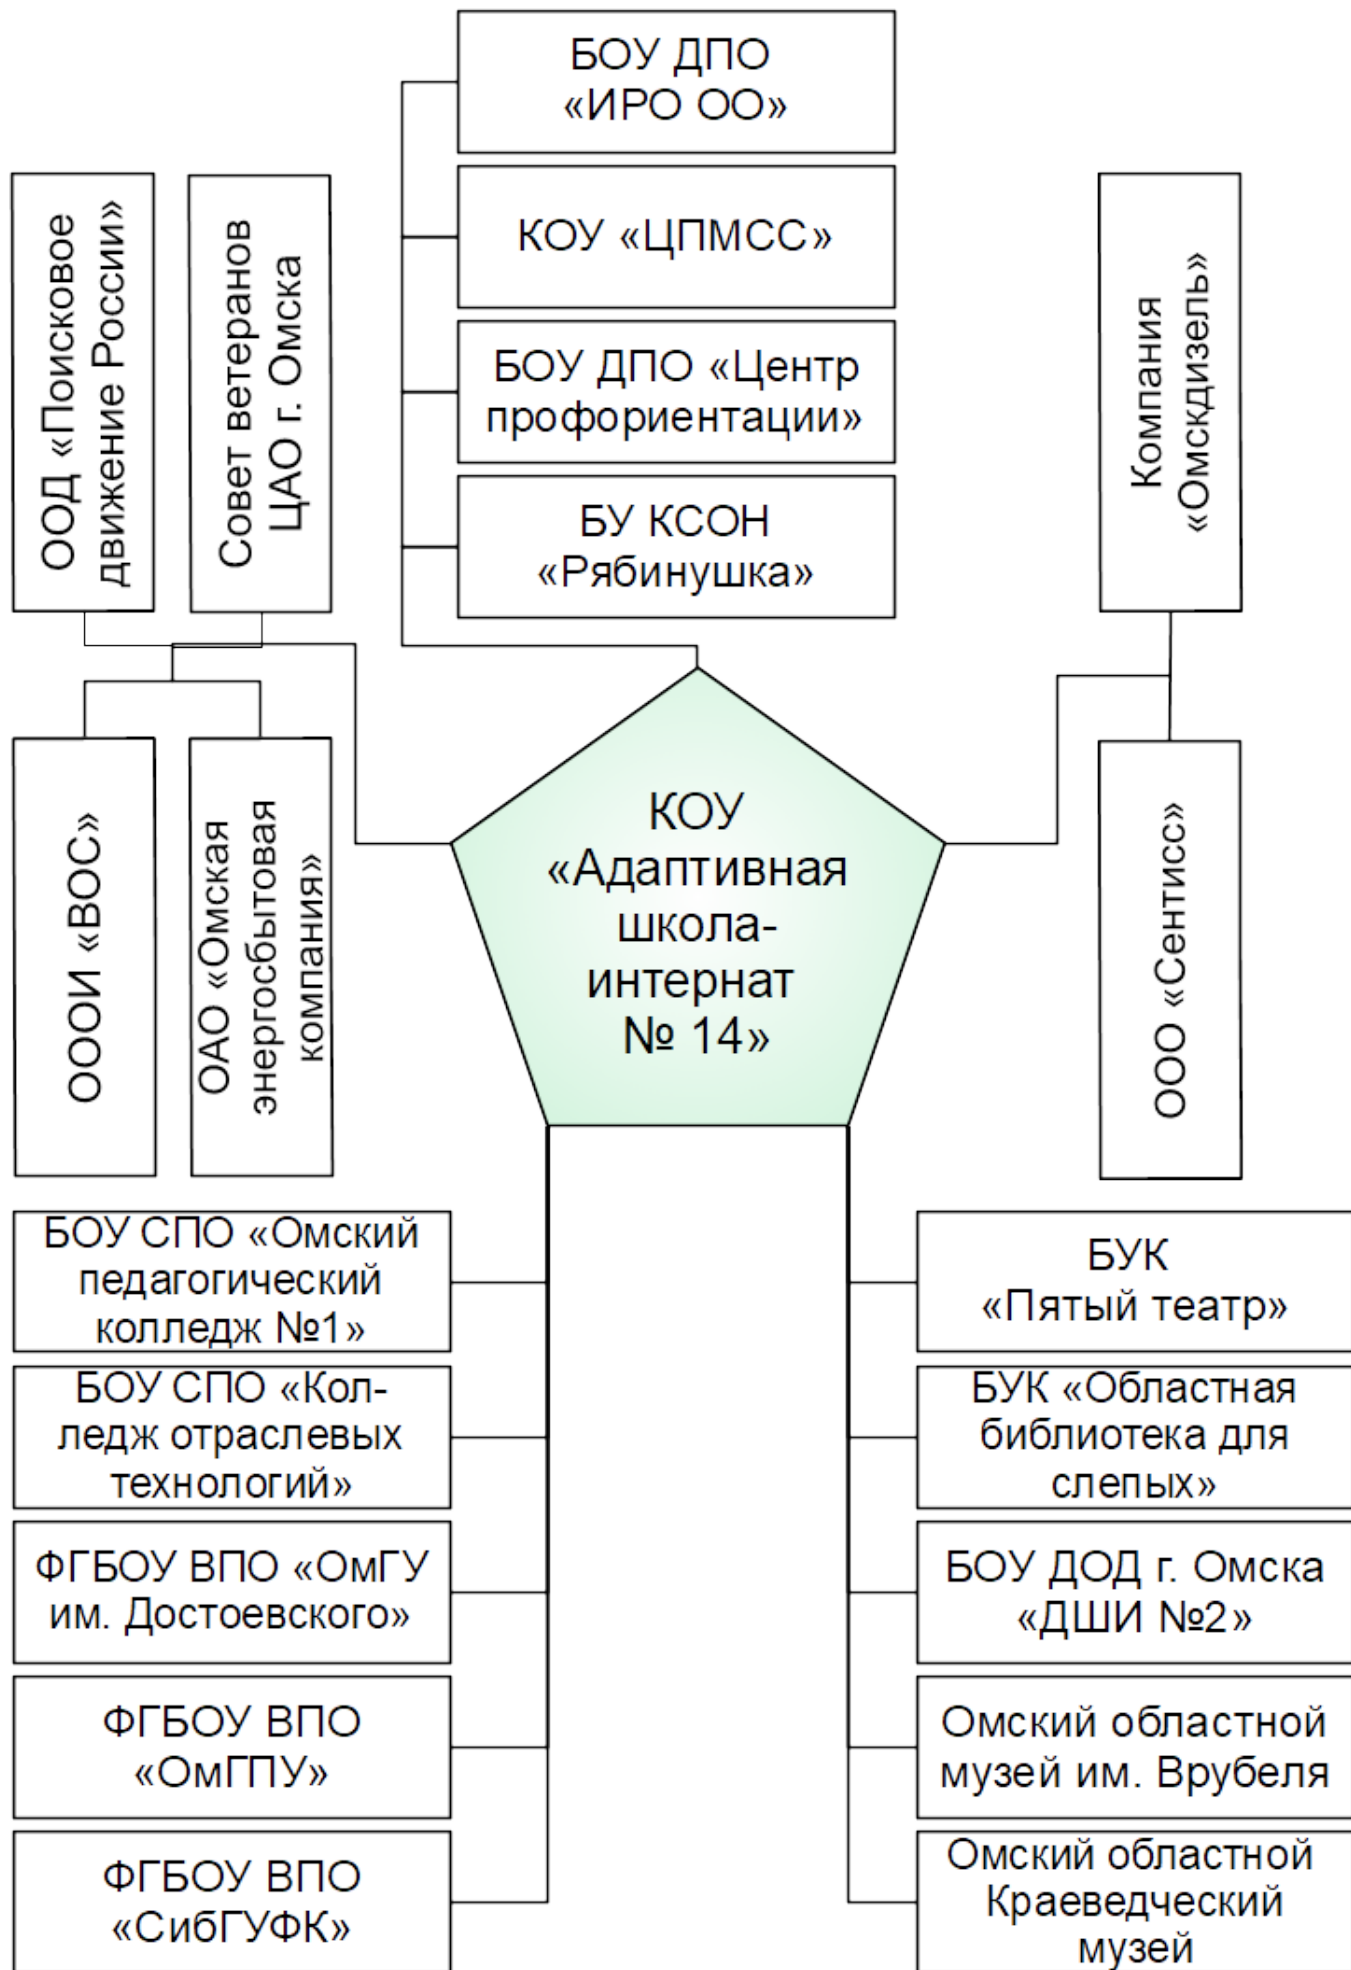 БОУ ДПО
«ИРО ОО»
КОУ «ЦПМСС»
БОУ ДПО «Центр
профориентации»
БУ КСОН
«Рябинушка»
ООД «Поисковое
движение России»
Совет ветеранов
ЦАО г. Омска
Компания
«Омскдизель»
ОООИ «ВОС»
ОАО «Омская
энергосбытовая
компания»
КОУ
«Адаптивная
школа-
интернат
№ 14»
ООО «Сентисс»
БОУ СПО «Омский
педагогический
колледж №1»
БОУ СПО «Кол-
ледж отраслевых
технологий»
ФГБОУ ВПО «ОмГУ
им. Достоевского»
ФГБОУ ВПО
«ОмГПУ»
ФГБОУ ВПО
«СибГУФК»
БУК
«Пятый театр»
БУК «Областная
библиотека для
слепых»
БОУ ДОД г. Омска
«ДШИ №2»
Омский областной
музей им. Врубеля
Омский областной
Краеведческий
музей